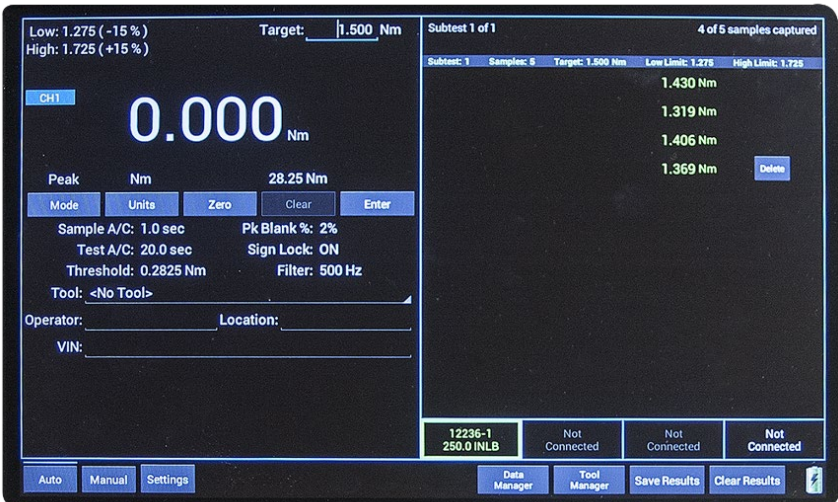 Low: 1.275 ( -15 % )
Target: 1.500 Nm
High: 1.725 ( +15 % )
CH1
0.000 Nm
Peak Nm 28.25 Nm
Mode Units Zero Clear Enter
Sample A/C: 1.0 sec Pk Blank %: 2%
Test A/C: 20.0 sec Sign Lock: ON
Threshold: 0.2825 Nm Filter: 500 Hz
Tool: <No Tool>
Operator: Location:
VIN:
Subtest 1 of 1 4 of 5 samples captured
Subtest: 1 Samples: 5 Target: 1.500 Nm Low Limit: 1.275 High Limit: 1.725
1.430 Nm
1.319 Nm
1.406 Nm
1.369 Nm Delete
12236-1
250.0 INLB
Not
Connected
Not
Connected
Not
Connected
Auto Manual Settings
Data
Manager
Tool
Manager
Save Results Clear Results